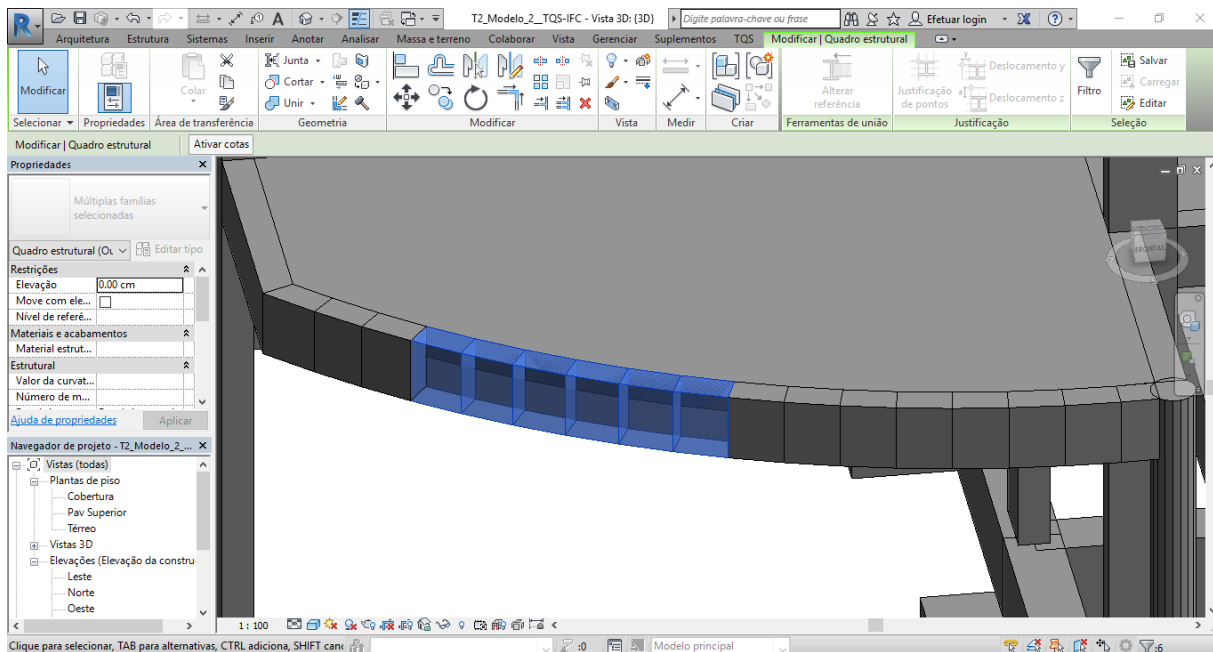 T2_Modelo_2__TQS-IFC - Vista 3D: {3D}
Digite palavra-chave ou frase
Efetuar login
Arquitetura Estrutura Sistemas Inserir Anotar Analisar Massa e terreno Colaborar Vista Gerenciar Suplementos TQS Modificar | Quadro estrutural
Modificar
Colar
Junta
Cortar
Unir
Alterar referência
Justificação de pontos
Deslocamento y
Deslocamento z
Filtro
Salvar
Carregar
Editar
Selecionar Propriedades Área de transferência Geometria Modificar Vista Medir Criar Ferramentas de união Justificação Seleção
Modificar | Quadro estrutural Ativar cotas
Propriedades
Múltiplas famílias
selecionadas
Quadro estrutural (Ou Editar tipo
Restrições
Elevação 0.00 cm
Move com ele...
Nível de referê...
Materiais e acabamentos
Material estrut...
Estrutural
Valor da curvat...
Número de m...
Ajuda de propriedades Aplicar
Navegador de projeto - T2_Modelo_2_...
Vistas (todas)
Plantas de piso
Cobertura
Pav Superior
Térreo
Vistas 3D
Elevações (Elevação da constru
Leste
Norte
Oeste
FRONTAL
1 : 100
Clique para selecionar, TAB para alternativas, CTRL adiciona, SHIFT canc
:0
Modelo principal
:6